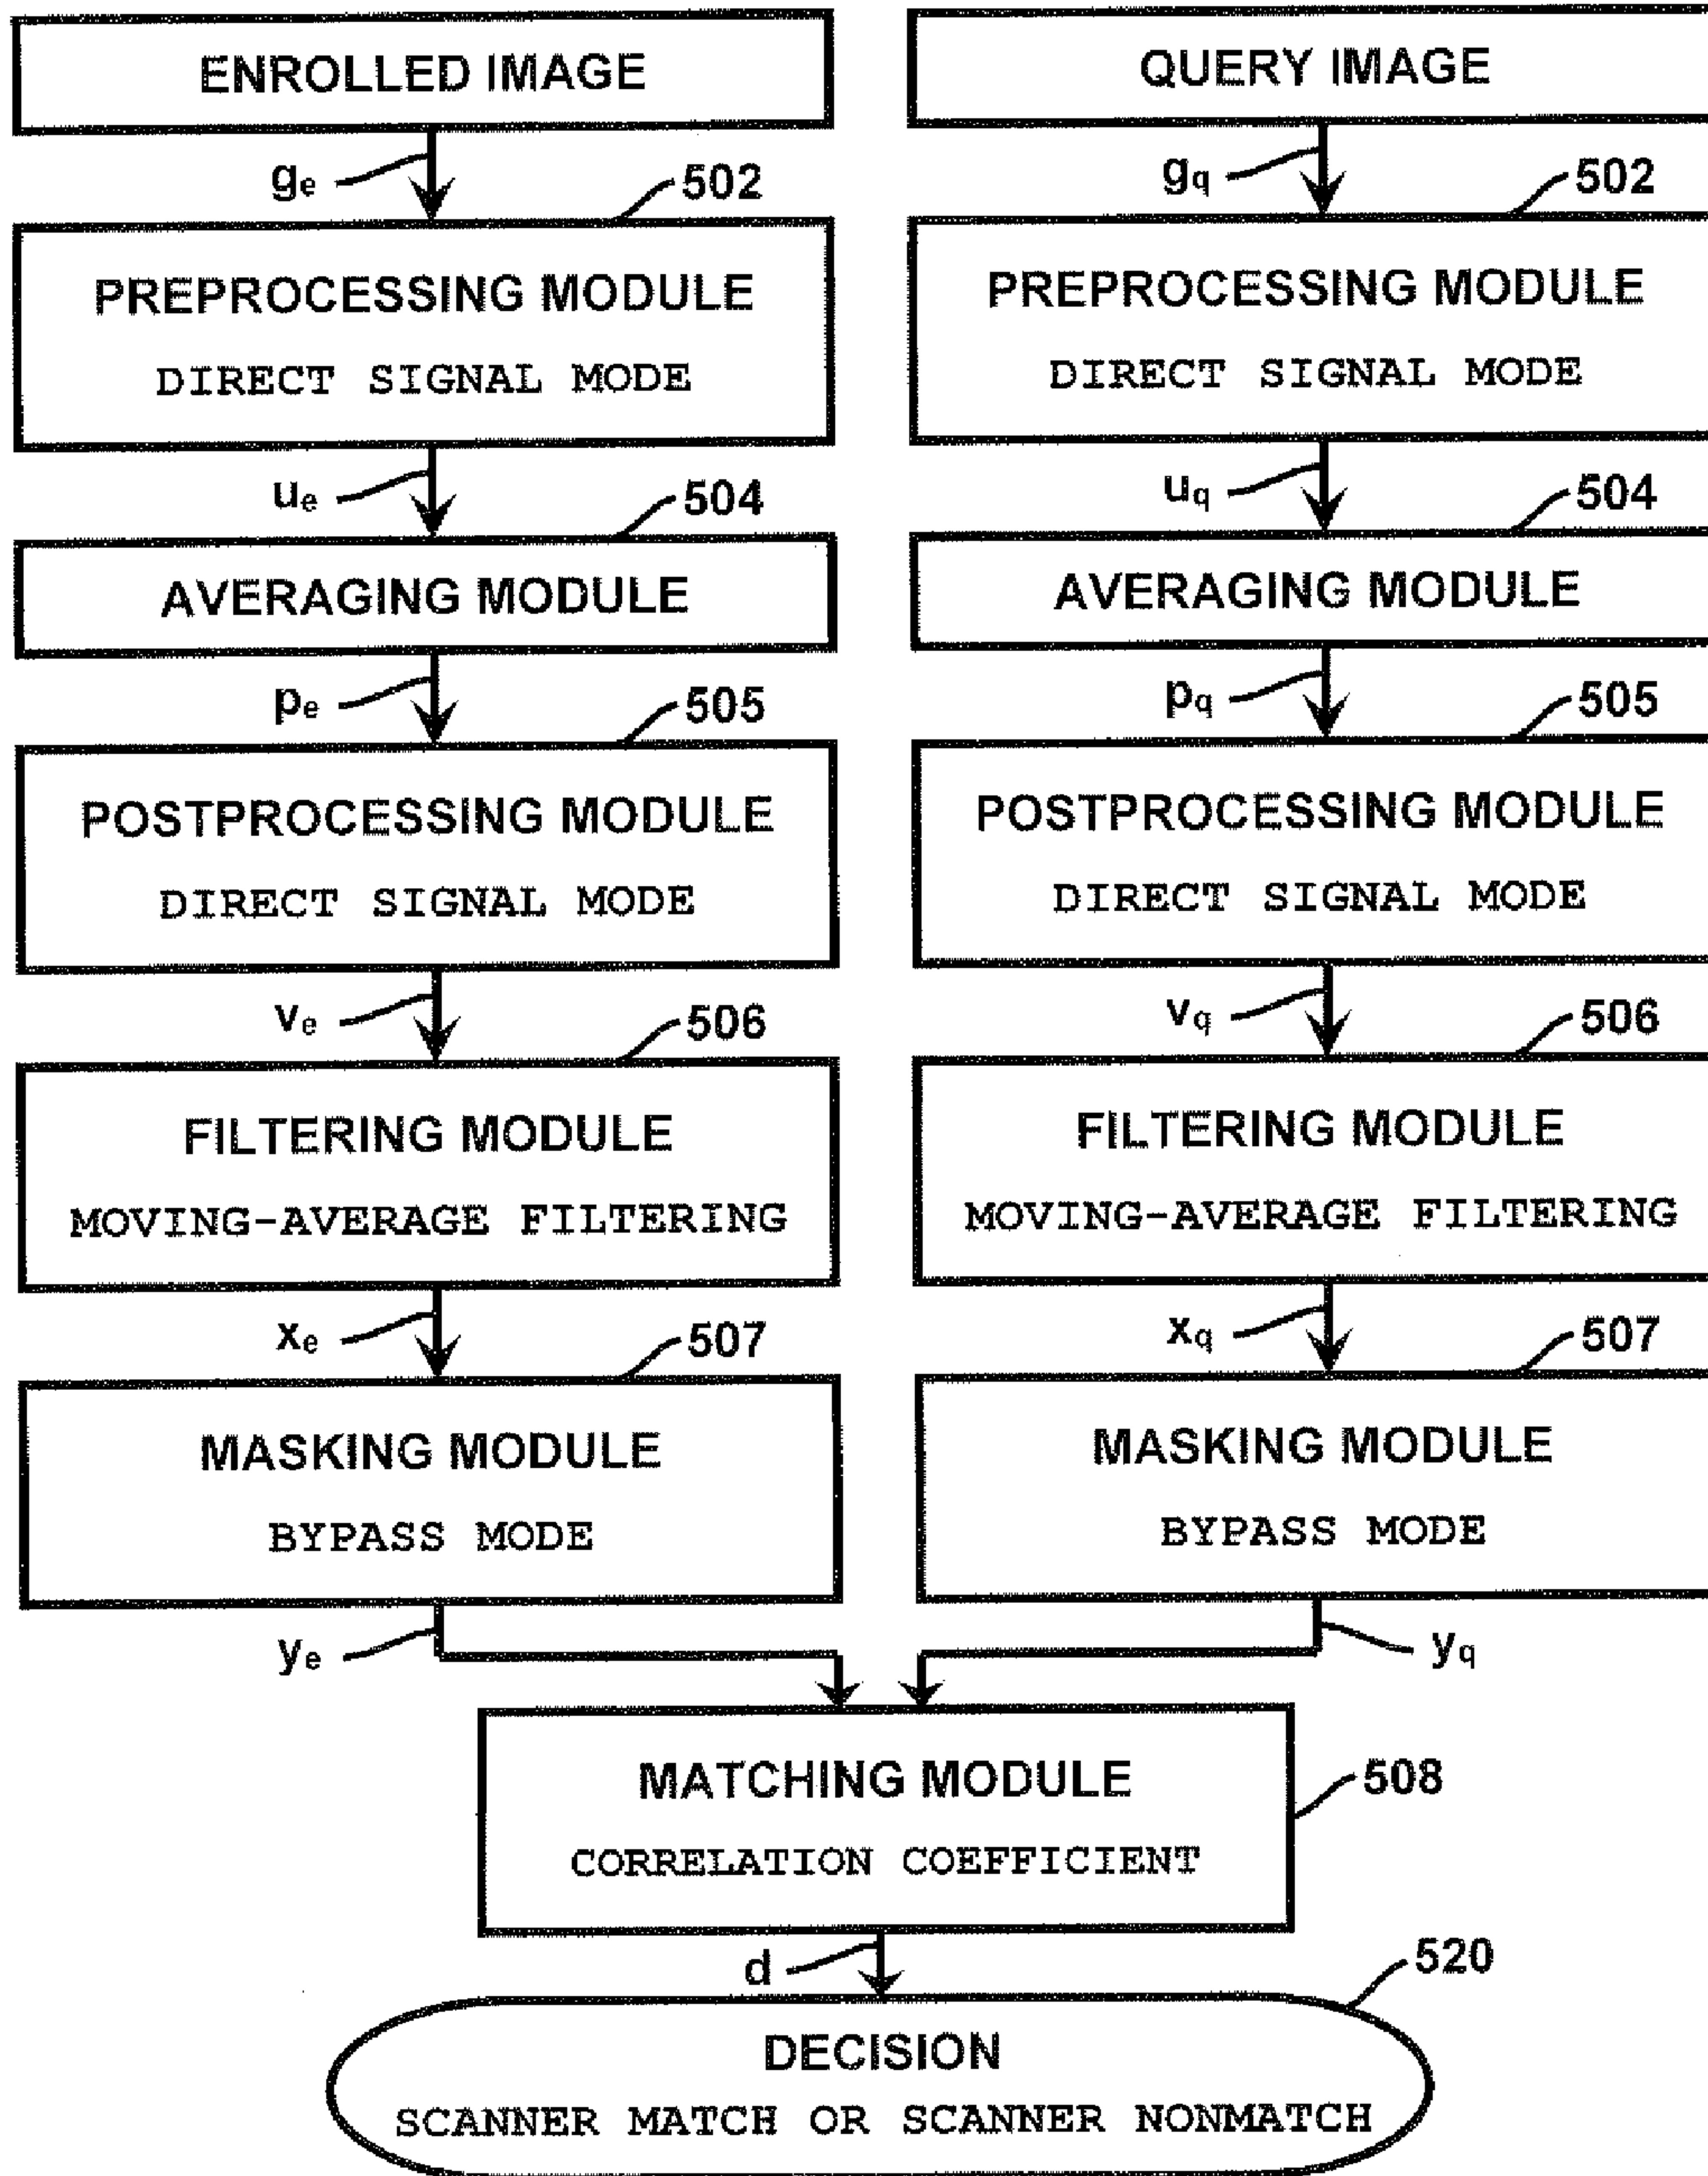 ENROLLED IMAGE
QUERY IMAGE
ge
gq
502
502
PREPROCESSING MODULE
DIRECT SIGNAL MODE
PREPROCESSING MODULE
DIRECT SIGNAL MODE
ue
uq
504
504
AVERAGING MODULE
AVERAGING MODULE
pe
pq
505
505
POSTPROCESSING MODULE
DIRECT SIGNAL MODE
POSTPROCESSING MODULE
DIRECT SIGNAL MODE
ve
vq
506
506
FILTERING MODULE
MOVING-AVERAGE FILTERING
FILTERING MODULE
MOVING-AVERAGE FILTERING
xe
xq
507
507
MASKING MODULE
BYPASS MODE
MASKING MODULE
BYPASS MODE
ye
yq
MATCHING MODULE
CORRELATION COEFFICIENT
508
d
520
DECISION
SCANNER MATCH OR SCANNER NONMATCH